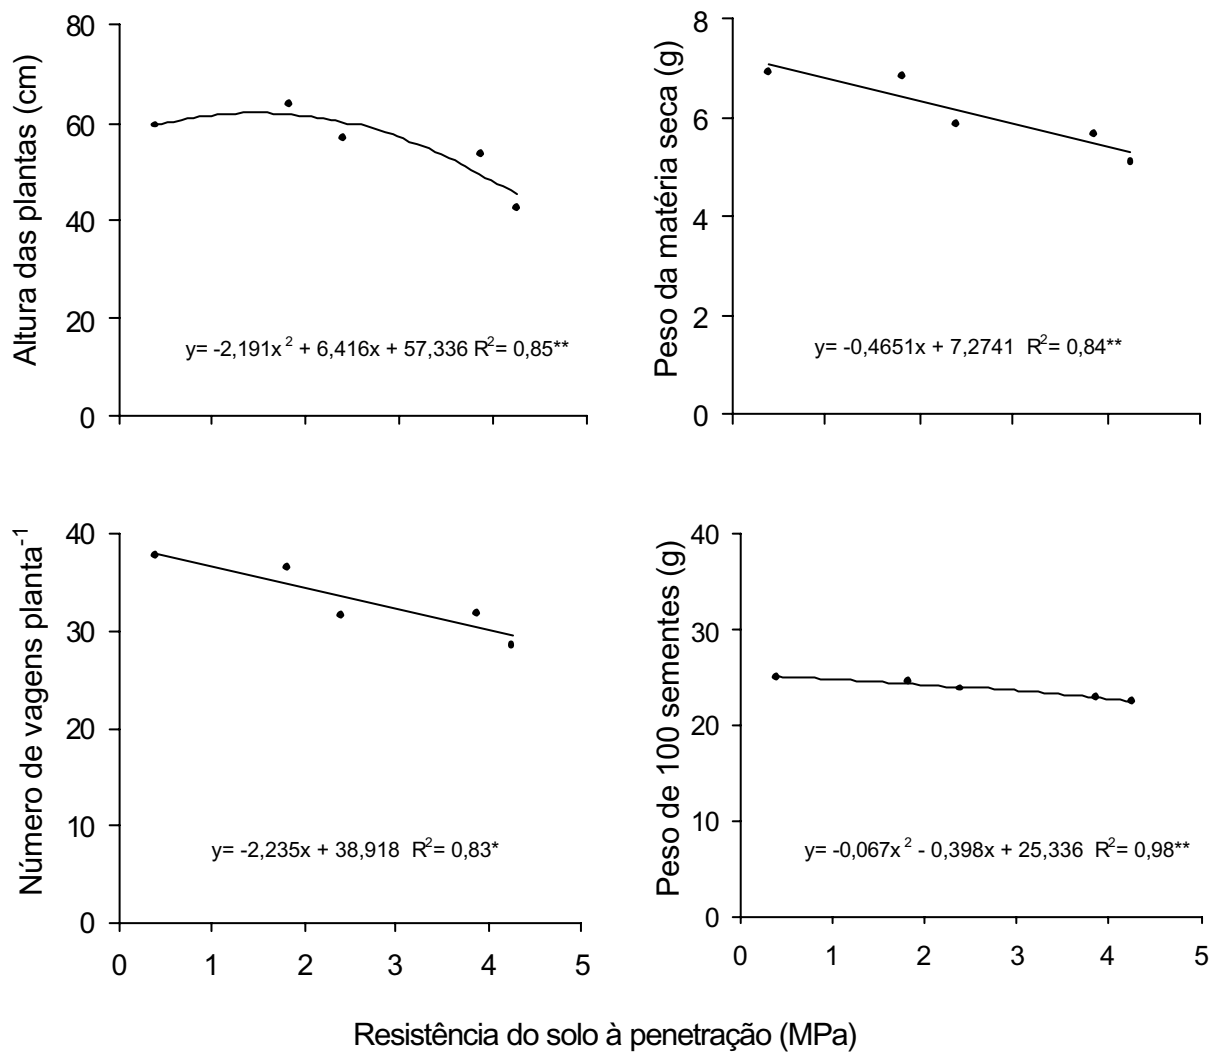 Altura das plantas (cm)
80
60
40
20
0
y= -2,191x² + 6,416x + 57,336 R²= 0,85**
Peso da matéria seca (g)
8
6
4
2
0
y= -0,4651x + 7,2741 R²= 0,84**
Número de vagens planta⁻¹
40
30
20
10
0
y= -2,235x + 38,918 R²= 0,83*
0 1 2 3 4 5
Peso de 100 sementes (g)
40
30
20
10
0
y= -0,067x² - 0,398x + 25,336 R²= 0,98**
0 1 2 3 4 5
Resistência do solo à penetração (MPa)